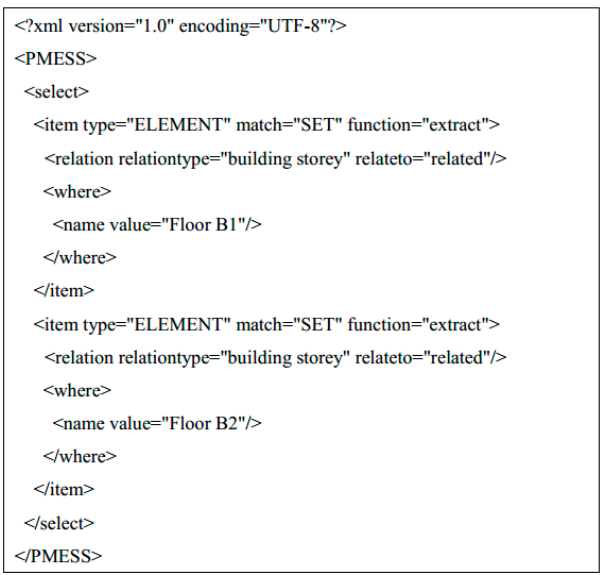 <?xml version="1.0" encoding="UTF-8"?>
<PMESS>
<select>
<item type="ELEMENT" match="SET" function="extract">
<relation relationtype="building storey" relateto="related"/>
<where>
<name value="Floor B1"/>
</where>
</item>
<item type="ELEMENT" match="SET" function="extract">
<relation relationtype="building storey" relateto="related"/>
<where>
<name value="Floor B2"/>
</where>
</item>
</select>
</PMESS>